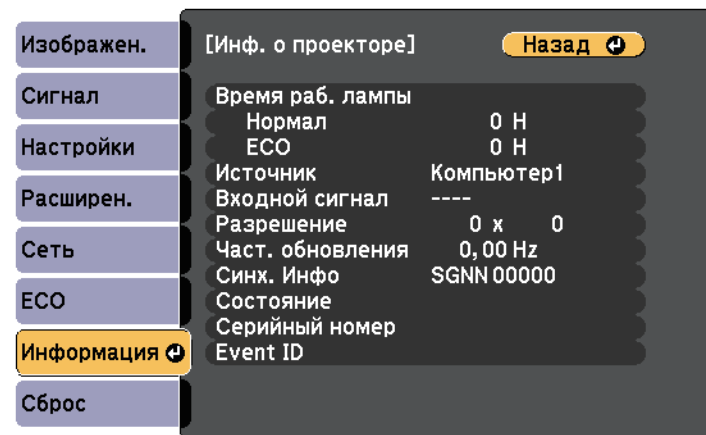 Изображен.
Сигнал
Настройки
Расширен.
Сеть
ECO
Информация
Сброс
[Инф. о проекторе] Назад
Время раб. лампы
Нормал 0 H
ECO 0 H
Источник Компьютер1
Входной сигнал ----
Разрешение 0 x 0
Част. обновления 0,00 Hz
Синх. Инфо SGNN 00000
Состояние
Серийный номер
Event ID